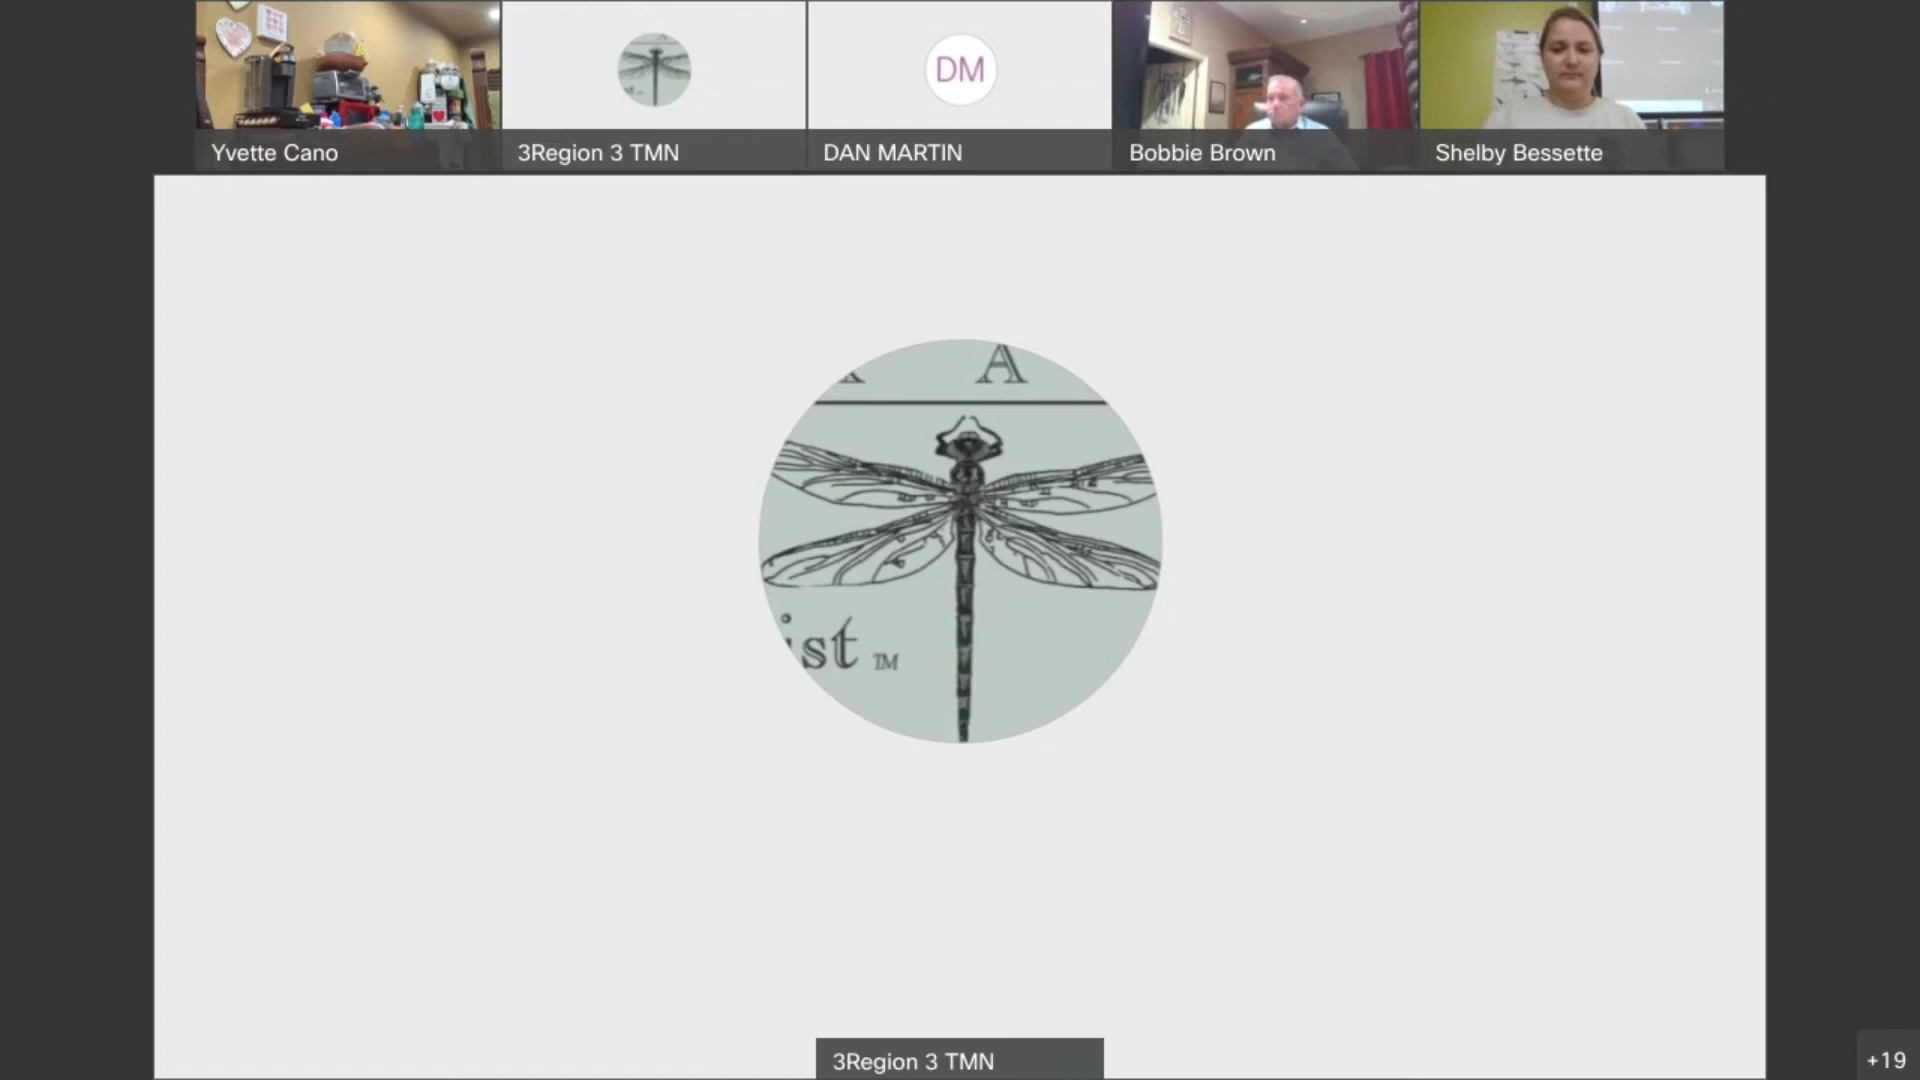 Yvette Cano
3Region 3 TMN
DM
DAN MARTIN
Bobbie Brown
Shelby Bessette
A
ist TM
3Region 3 TMN
+19